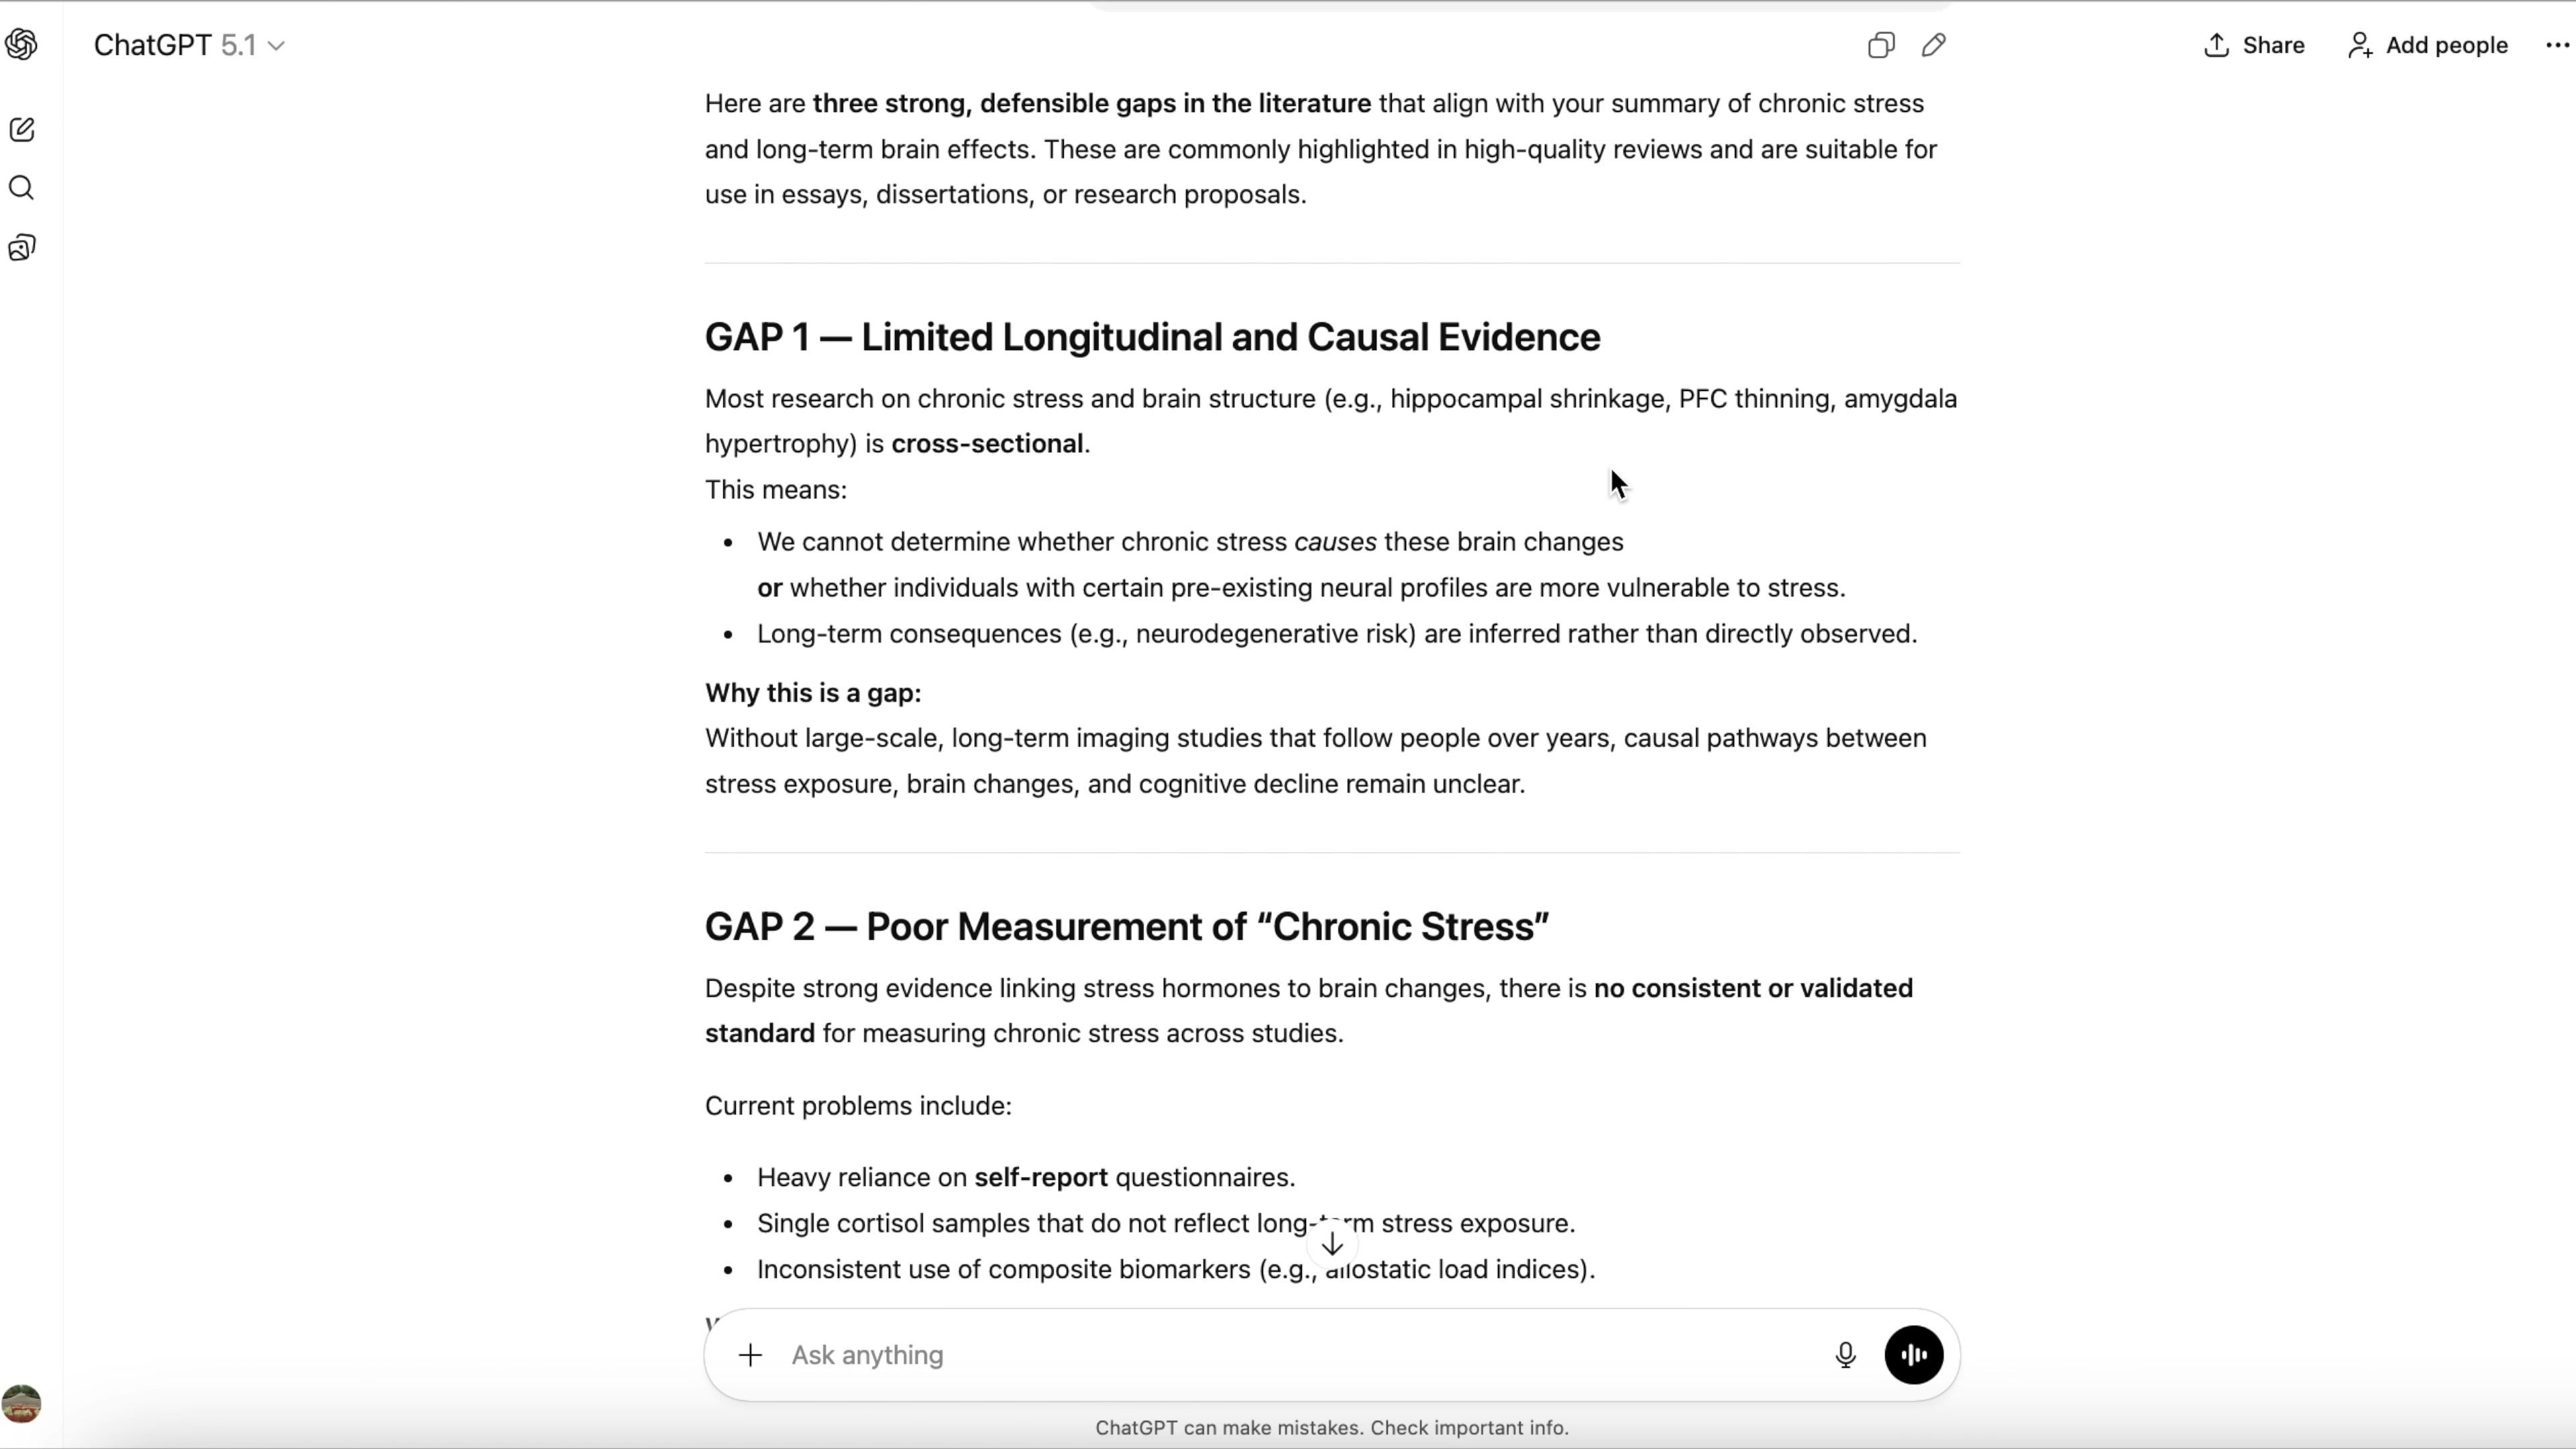 ChatGPT 5.1
Share
Add people
Here are three strong, defensible gaps in the literature that align with your summary of chronic stress
and long-term brain effects. These are commonly highlighted in high-quality reviews and are suitable for
use in essays, dissertations, or research proposals.
GAP 1 — Limited Longitudinal and Causal Evidence
Most research on chronic stress and brain structure (e.g., hippocampal shrinkage, PFC thinning, amygdala
hypertrophy) is cross-sectional.
This means:
• We cannot determine whether chronic stress causes these brain changes
or whether individuals with certain pre-existing neural profiles are more vulnerable to stress.
• Long-term consequences (e.g., neurodegenerative risk) are inferred rather than directly observed.
Why this is a gap:
Without large-scale, long-term imaging studies that follow people over years, causal pathways between
stress exposure, brain changes, and cognitive decline remain unclear.
GAP 2 — Poor Measurement of “Chronic Stress”
Despite strong evidence linking stress hormones to brain changes, there is no consistent or validated
standard for measuring chronic stress across studies.
Current problems include:
• Heavy reliance on self-report questionnaires.
• Single cortisol samples that do not reflect long-term stress exposure.
• Inconsistent use of composite biomarkers (e.g., allostatic load indices).
Ask anything
ChatGPT can make mistakes. Check important info.